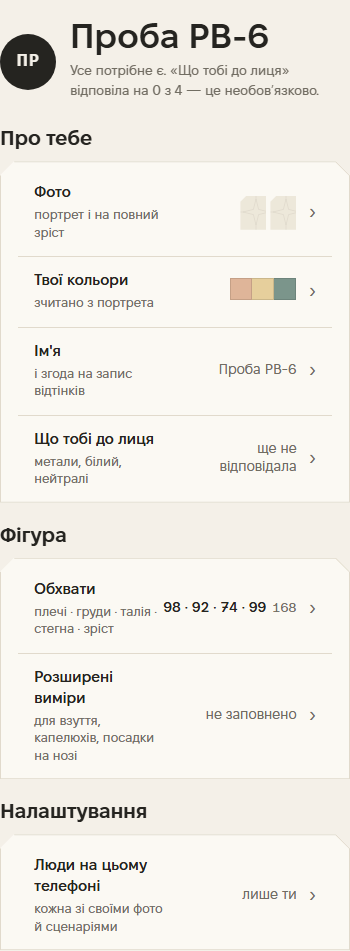 ПР
Проба РВ-6
Усе потрібне є. «Що тобі до лиця»
відповіла на 0 з 4 — це необов'язково.
Про тебе
Фото
портрет і на повний
зріст
Твої кольори
зчитано з портрета
Ім'я
і згода на запис
відтінків
Проба РВ-6
Що тобі до лиця
метали, білий,
нейтралі
ще не
відповідала
Фігура
Обхвати
плечі · груди · талія ·
стегна · зріст
98 · 92 · 74 · 99 168
Розширені
виміри
для взуття,
капелюхів, посадки
на нозі
не заповнено
Налаштування
Люди на цьому
телефоні
кожна зі своїми фото
й сценаріями
лише ти